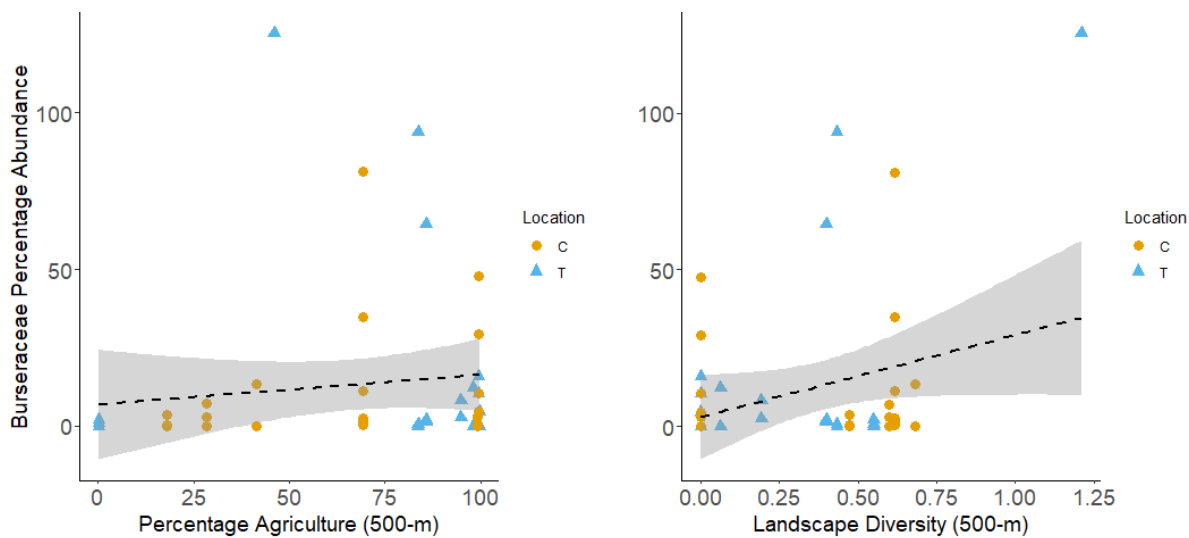 Burseraceae Percentage Abundance
100
50
0
0
25
50
75
100
Percentage Agriculture (500-m)
Location
C
T
100
50
0
0.00
0.25
0.50
0.75
1.00
1.25
Landscape Diversity (500-m)
Location
C
T